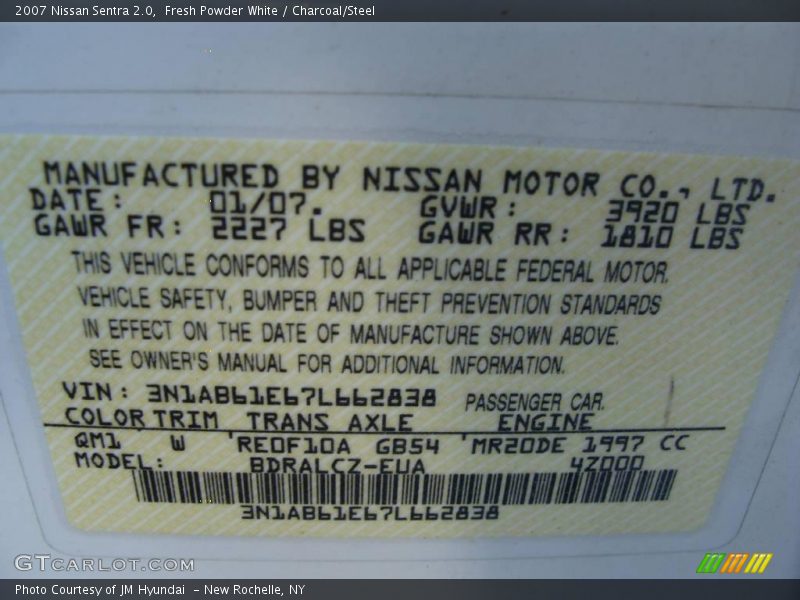 2007 Nissan Sentra 2.0,  Fresh Powder White / Charcoal/Steel
MANUFACTURED BY NISSAN MOTOR CO., LTD.
DATE: 01/07. GVWR: 3920 LBS
GAWR FR: 2227 LBS GAWR RR: 1810 LBS
THIS VEHICLE CONFORMS TO ALL APPLICABLE FEDERAL MOTOR.
VEHICLE SAFETY, BUMPER AND THEFT PREVENTION STANDARDS
IN EFFECT ON THE DATE OF MANUFACTURE SHOWN ABOVE.
SEE OWNER'S MANUAL FOR ADDITIONAL INFORMATION.
VIN: 3N1AB61E67L662838 PASSENGER CAR.
COLOR TRIM TRANS AXLE ENGINE
QM1 W 'RE0F10A GB54 'MR20DE 1997 CC
MODEL: BDRALCZ-EUA 4Z000
3N1AB61E67L662838
GTCARLOT.COM
Photo Courtesy of JM Hyundai - New Rochelle, NY